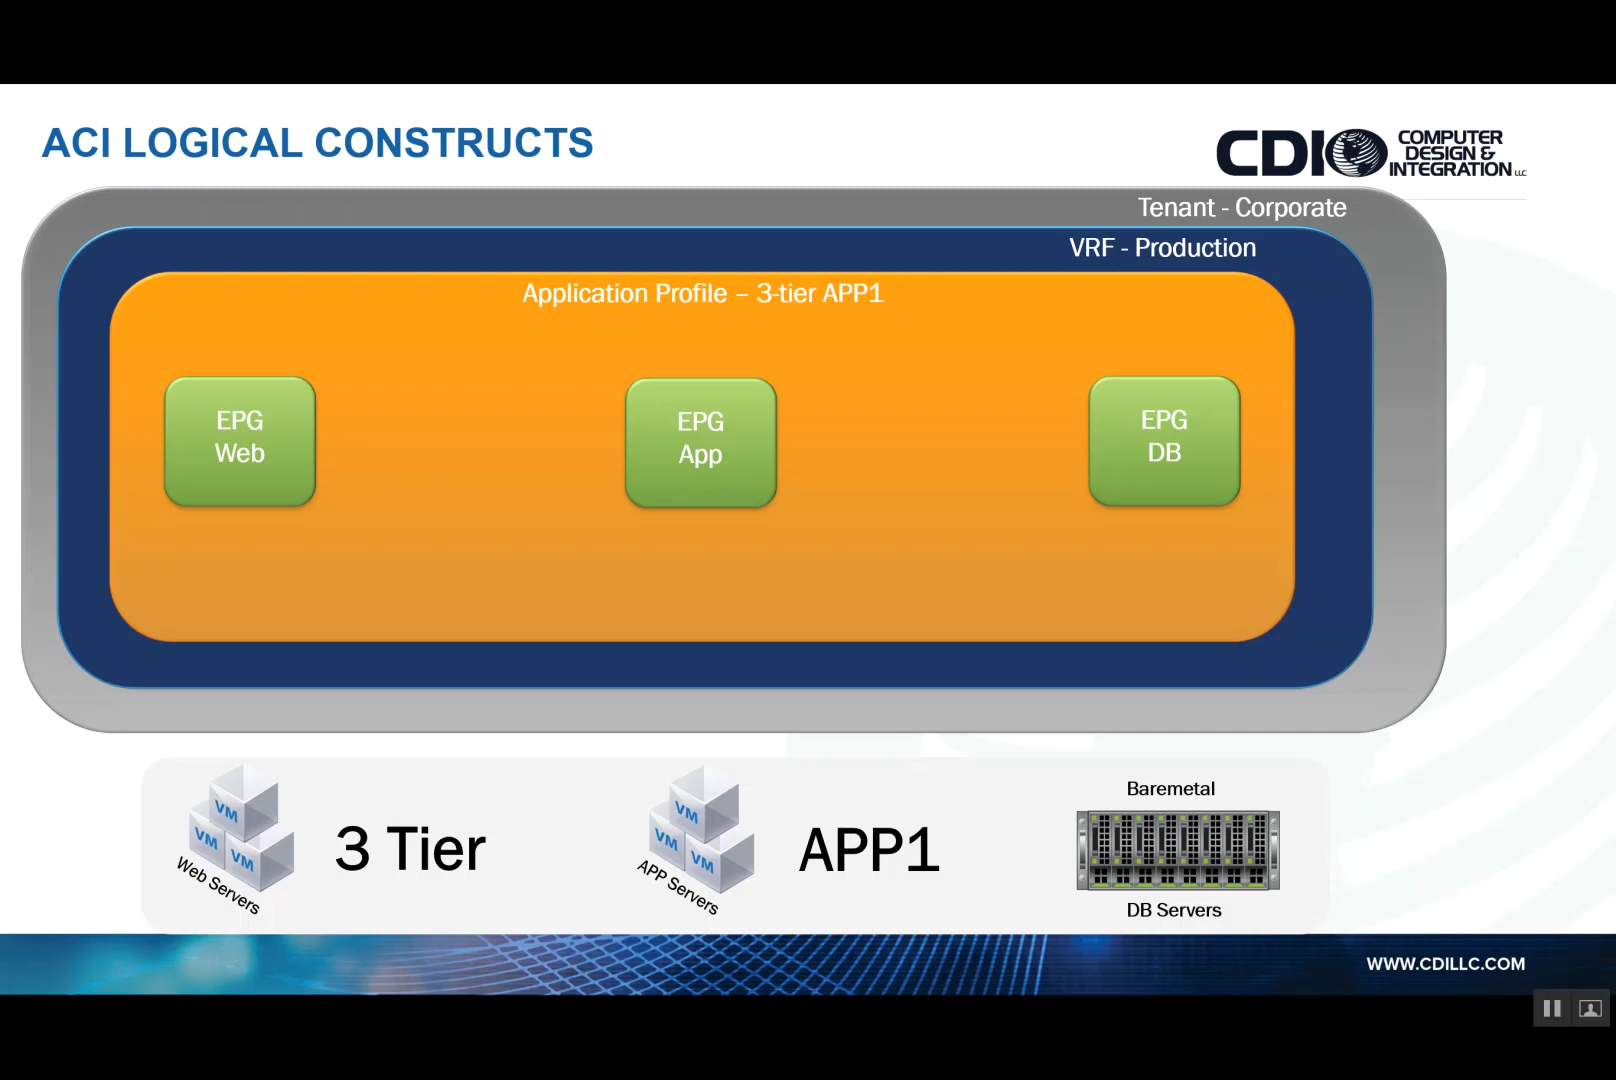 ACI LOGICAL CONSTRUCTS
CDI COMPUTER
DESIGN &
INTEGRATION LLC
Tenant - Corporate
VRF - Production
Application Profile – 3-tier APP1
EPG
Web
EPG
App
EPG
DB
VM
VM
VM
Web Servers
3 Tier
VM
VM
VM
APP Servers
APP1
Baremetal
DB Servers
WWW.CDILLC.COM